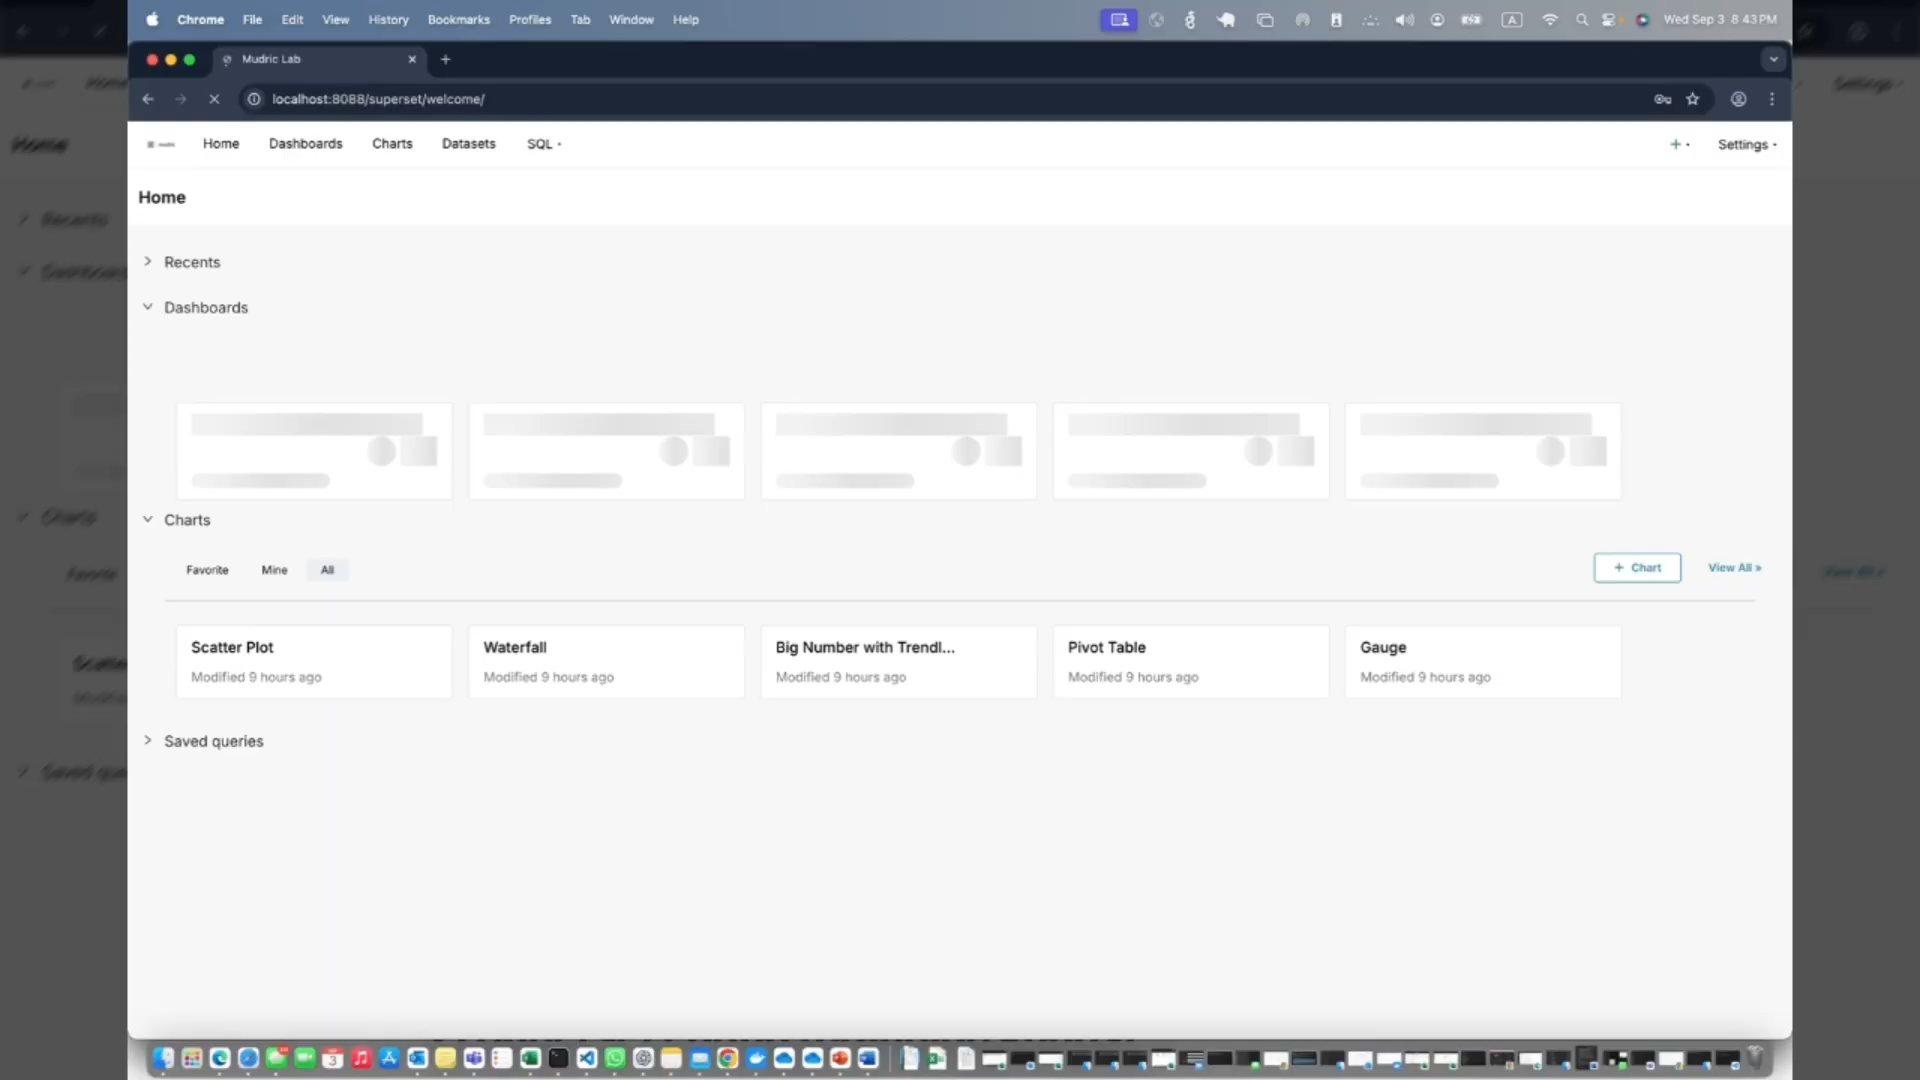 Chrome File Edit View History Bookmarks Profiles Tab Window Help
A
Wed Sep 3 8:43 PM
Mudric Lab
localhost:8088/superset/welcome/
Home Dashboards Charts Datasets SQL
+ Settings
Home
Recents
Dashboards
Charts
Favorite Mine All
+ Chart View All »
Scatter Plot Waterfall Big Number with Trendl... Pivot Table Gauge
Modified 9 hours ago Modified 9 hours ago Modified 9 hours ago Modified 9 hours ago Modified 9 hours ago
Saved queries